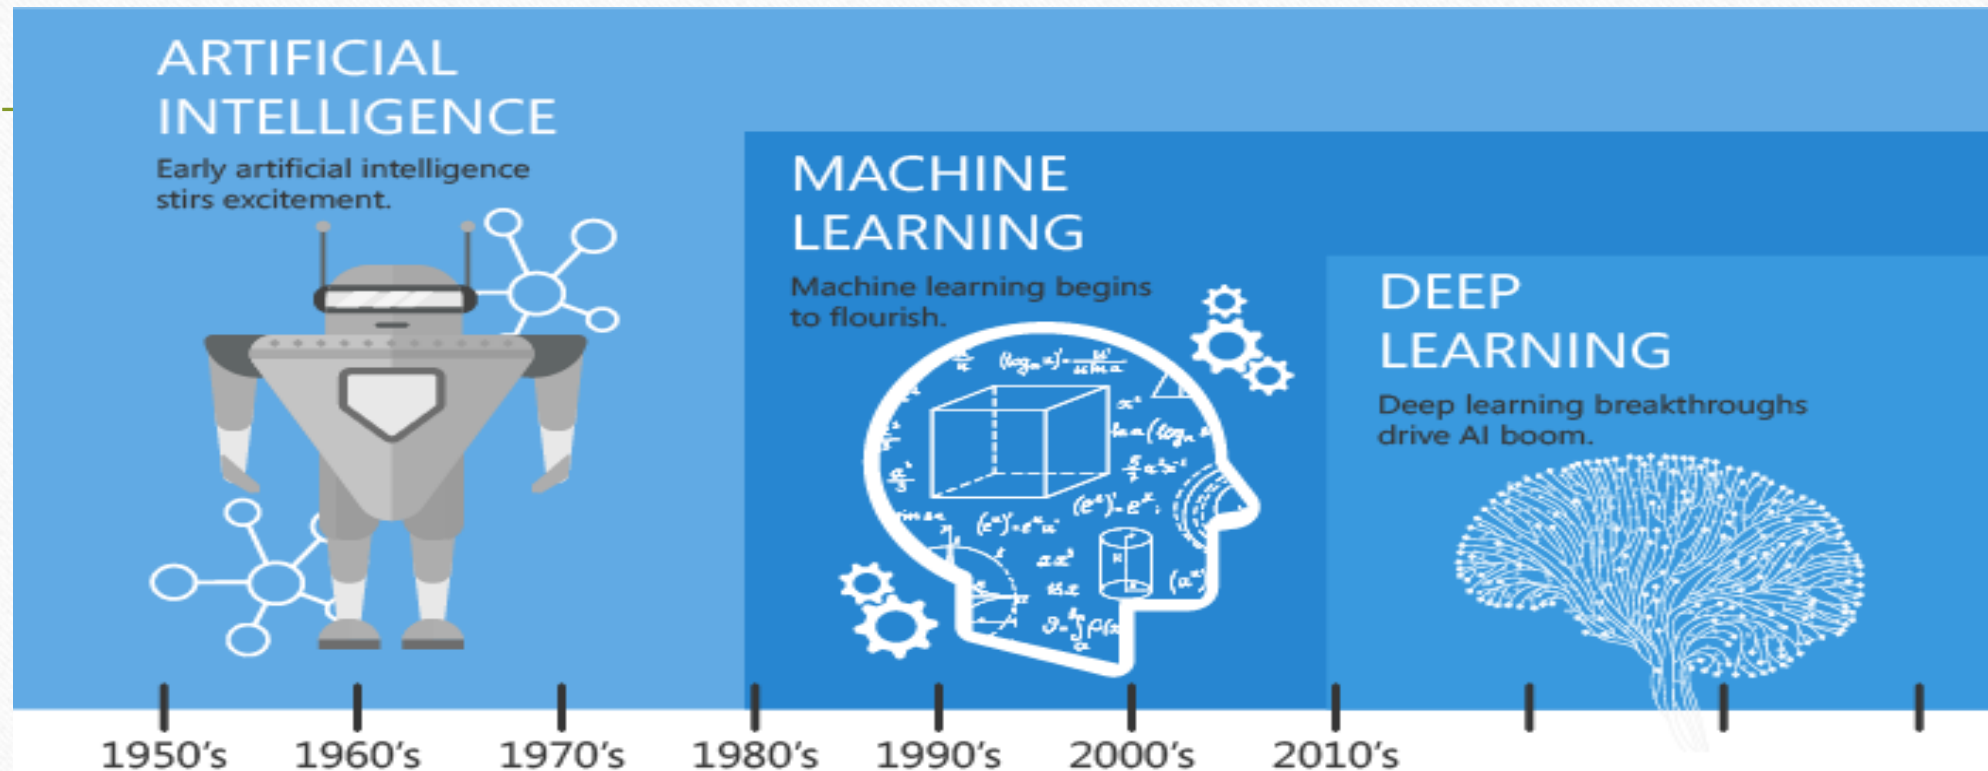 ARTIFICIAL
INTELLIGENCE
Early artificial intelligence
stirs excitement.
MACHINE
LEARNING
Machine learning begins
to flourish.
DEEP
LEARNING
Deep learning breakthroughs
drive AI boom.
1950's 1960's 1970's 1980's 1990's 2000's 2010's